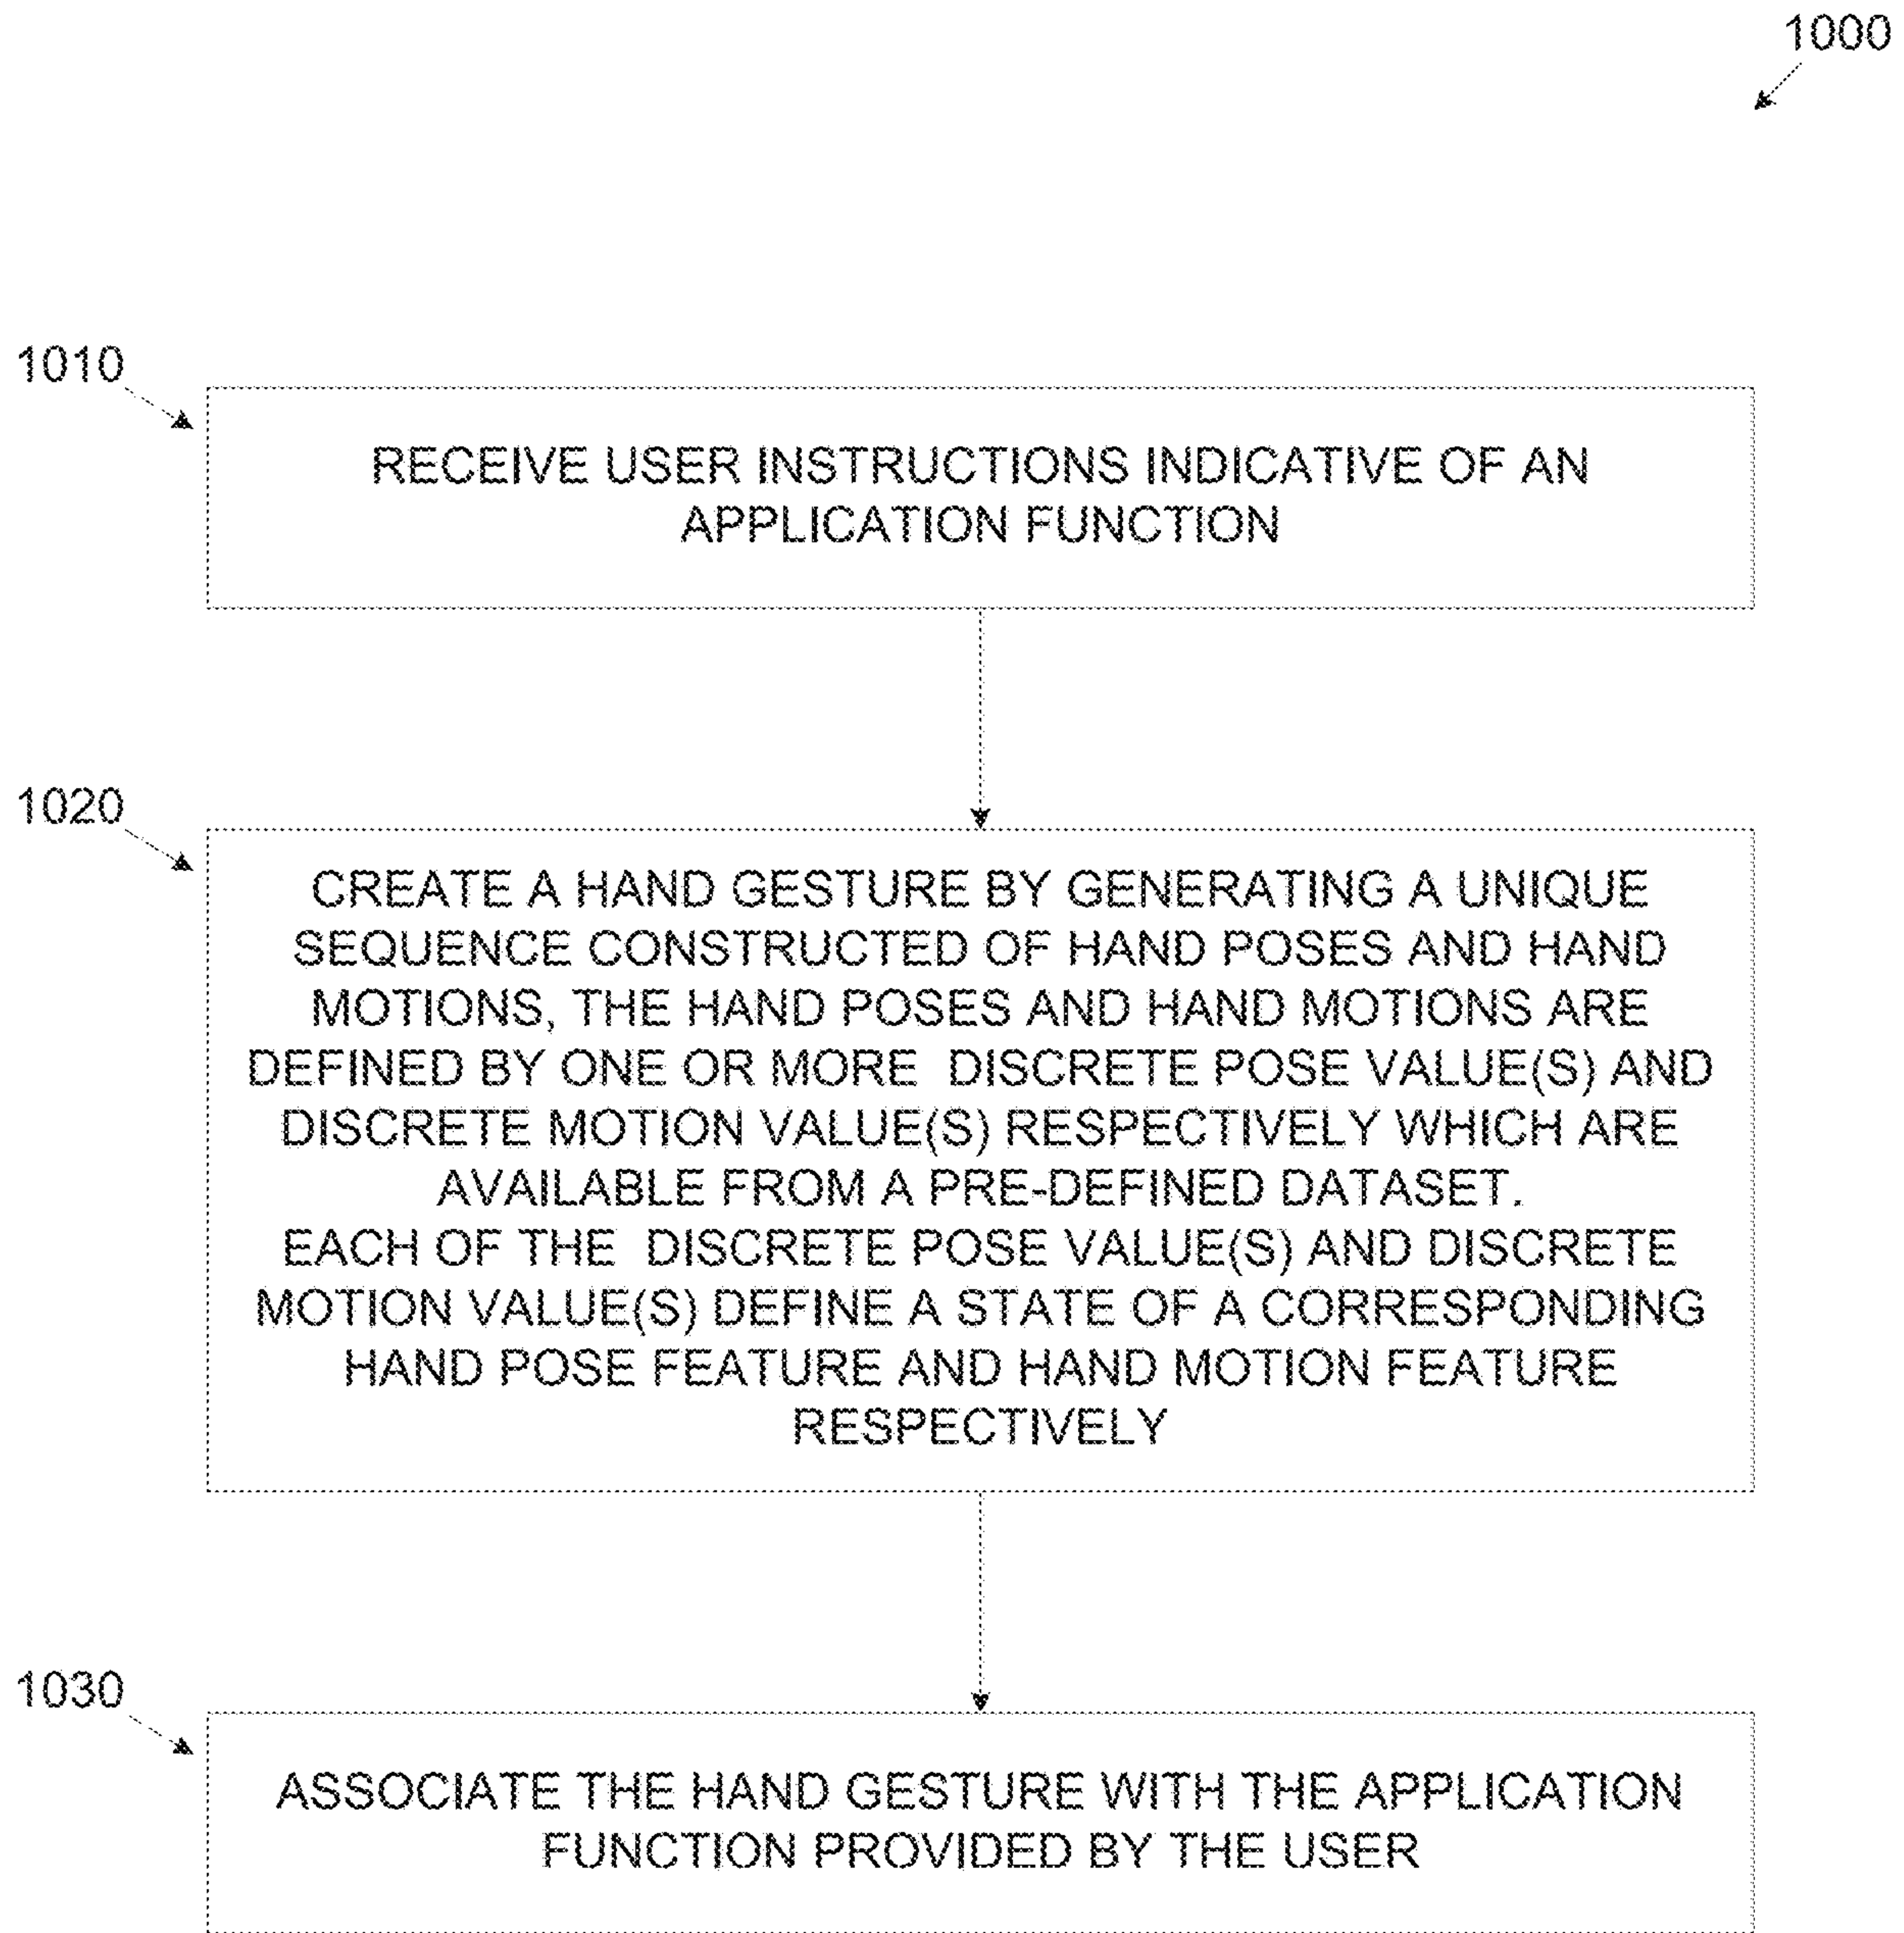 1000
1010
RECEIVE USER INSTRUCTIONS INDICATIVE OF AN
APPLICATION FUNCTION
1020
CREATE A HAND GESTURE BY GENERATING A UNIQUE
SEQUENCE CONSTRUCTED OF HAND POSES AND HAND
MOTIONS, THE HAND POSES AND HAND MOTIONS ARE
DEFINED BY ONE OR MORE DISCRETE POSE VALUE(S) AND
DISCRETE MOTION VALUE(S) RESPECTIVELY WHICH ARE
AVAILABLE FROM A PRE-DEFINED DATASET.
EACH OF THE DISCRETE POSE VALUE(S) AND DISCRETE
MOTION VALUE(S) DEFINE A STATE OF A CORRESPONDING
HAND POSE FEATURE AND HAND MOTION FEATURE
RESPECTIVELY
1030
ASSOCIATE THE HAND GESTURE WITH THE APPLICATION
FUNCTION PROVIDED BY THE USER